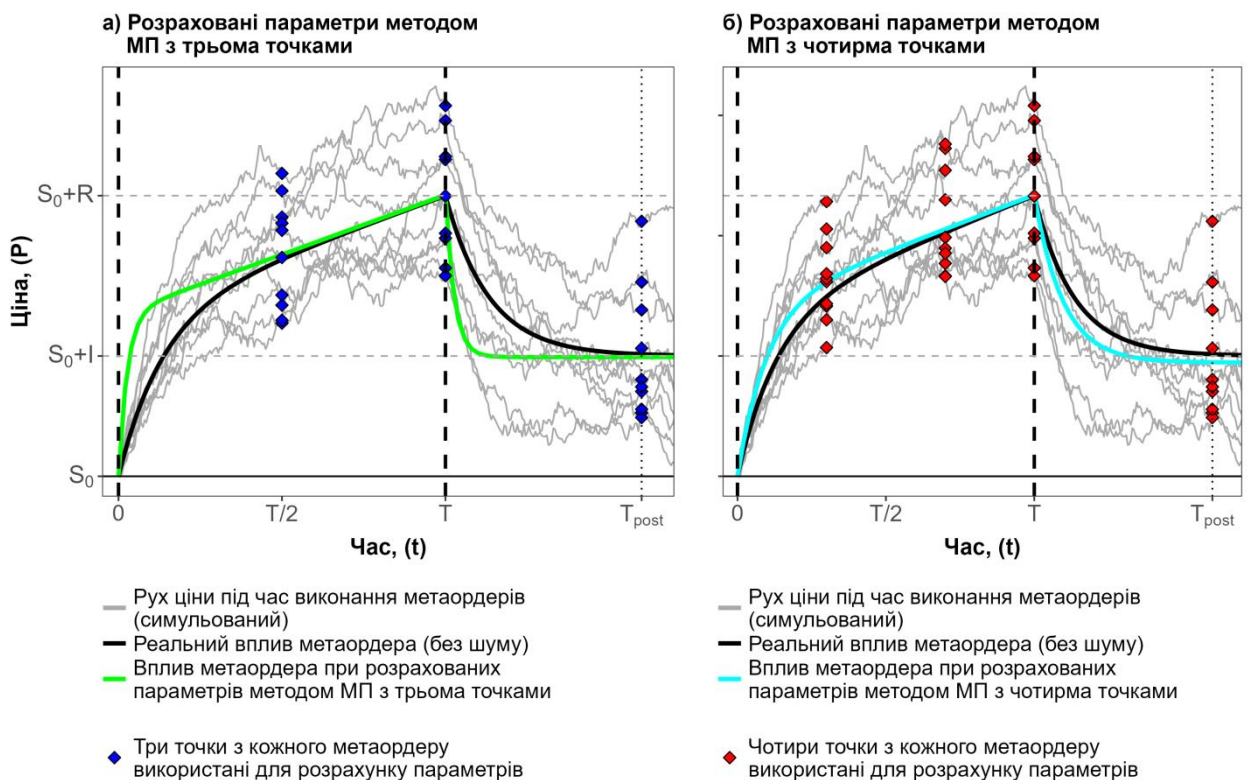 а) Розраховані параметри методом
МП з трьома точками
б) Розраховані параметри методом
МП з чотирма точками
Ціна, (P)
S₀+R
S₀+I
S₀
0
T/2
T
Tpost
Час, (t)
0
T/2
T
Tpost
Час, (t)
Рух ціни під час виконання метаордерів
(симульований)
Реальний вплив метаордера (без шуму)
Вплив метаордера при розрахованих
параметрів методом МП з трьома точками
Три точки з кожного метаордеру
використані для розрахунку параметрів
Рух ціни під час виконання метаордерів
(симульований)
Реальний вплив метаордера (без шуму)
Вплив метаордера при розрахованих
параметрів методом МП з чотирма точками
Чотири точки з кожного метаордеру
використані для розрахунку параметрів